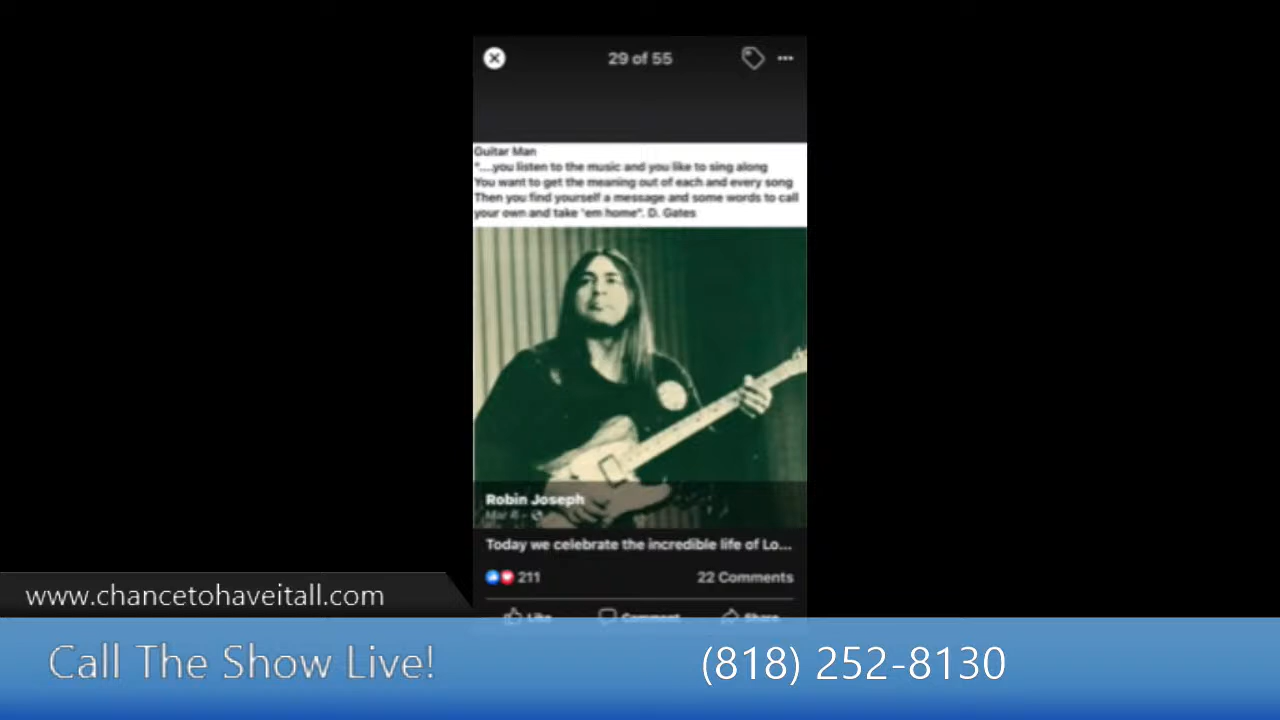 29 of 55
Guitar Man
"....you listen to the music and you like to sing along
You want to get the meaning out of each and every song
Then you find yourself a message and some words to call
your own and take 'em home". D. Gates
Robin Joseph
Today we celebrate the incredible life of Lo...
211
22 Comments
Like
Comment
Share
www.chancetohaveitall.com
Call The Show Live!
(818) 252-8130